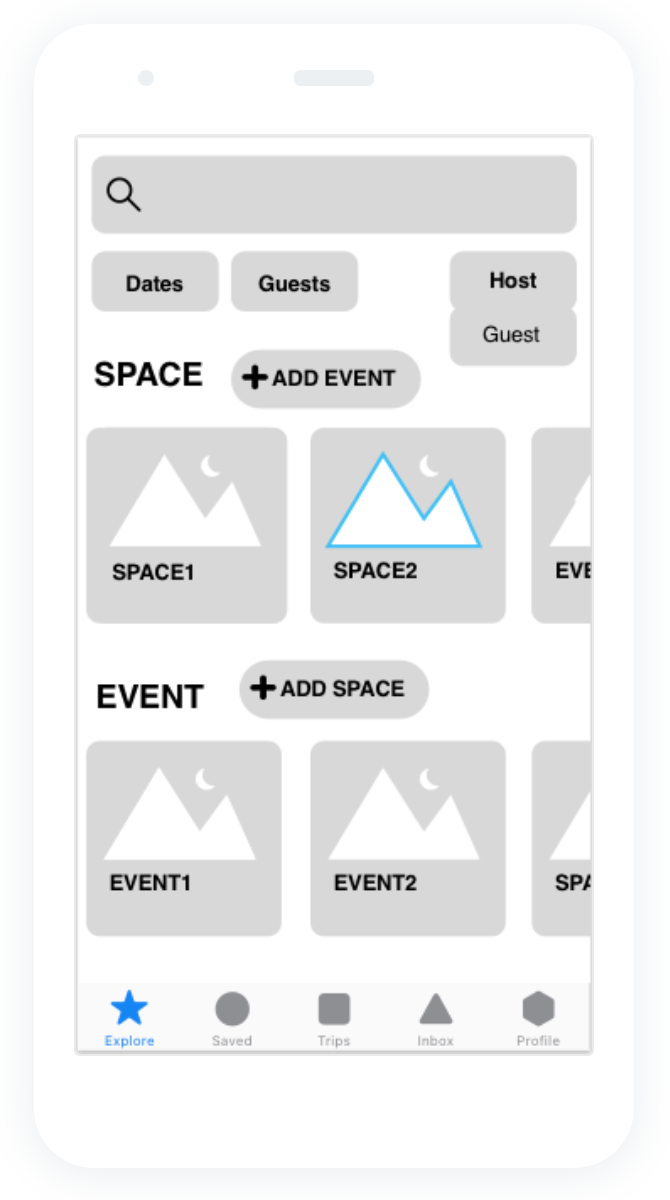 Dates
Guests
Host
Guest
SPACE
ADD EVENT
SPACE1
SPACE2
EVE
EVENT
ADD SPACE
EVENT1
EVENT2
SPA
Explore
Saved
Trips
Inbox
Profile